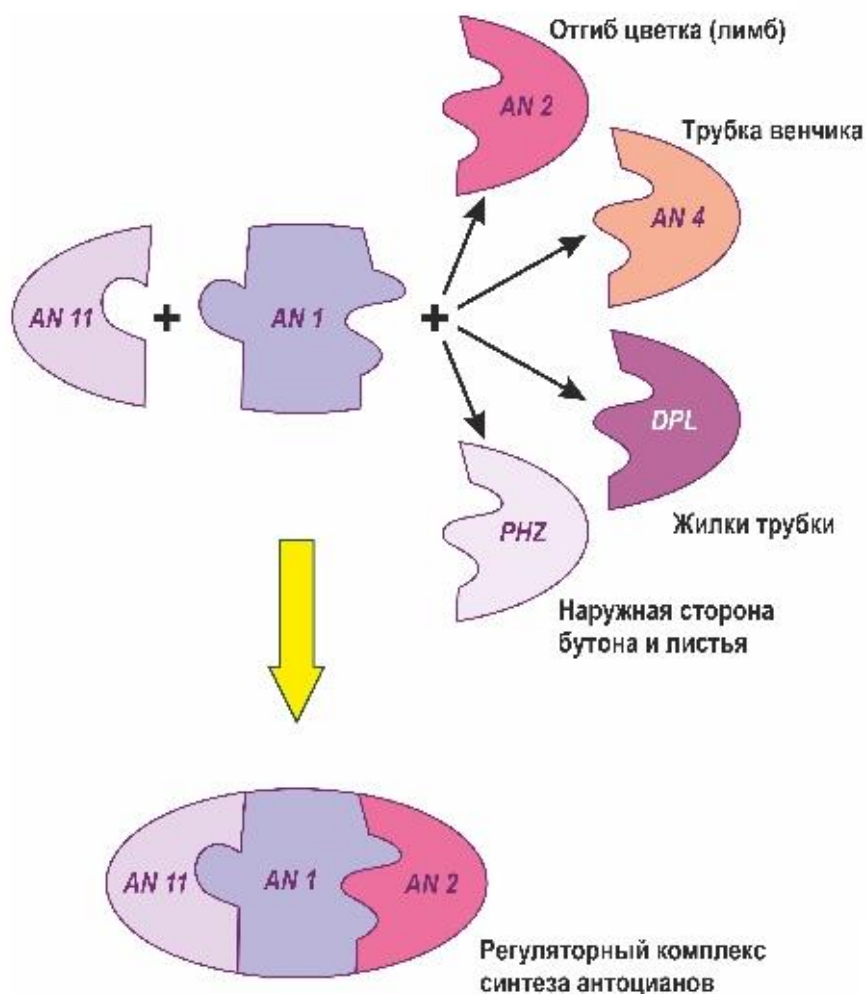 Отгиб цветка (лимб)
AN 2
Трубка венчика
AN 4
AN 11
+
AN 1
+
DPL
Жилки трубки
PHZ
Наружная сторона
бутона и листья
AN 11
AN 1
AN 2
Регуляторный комплекс
синтеза антоцианов